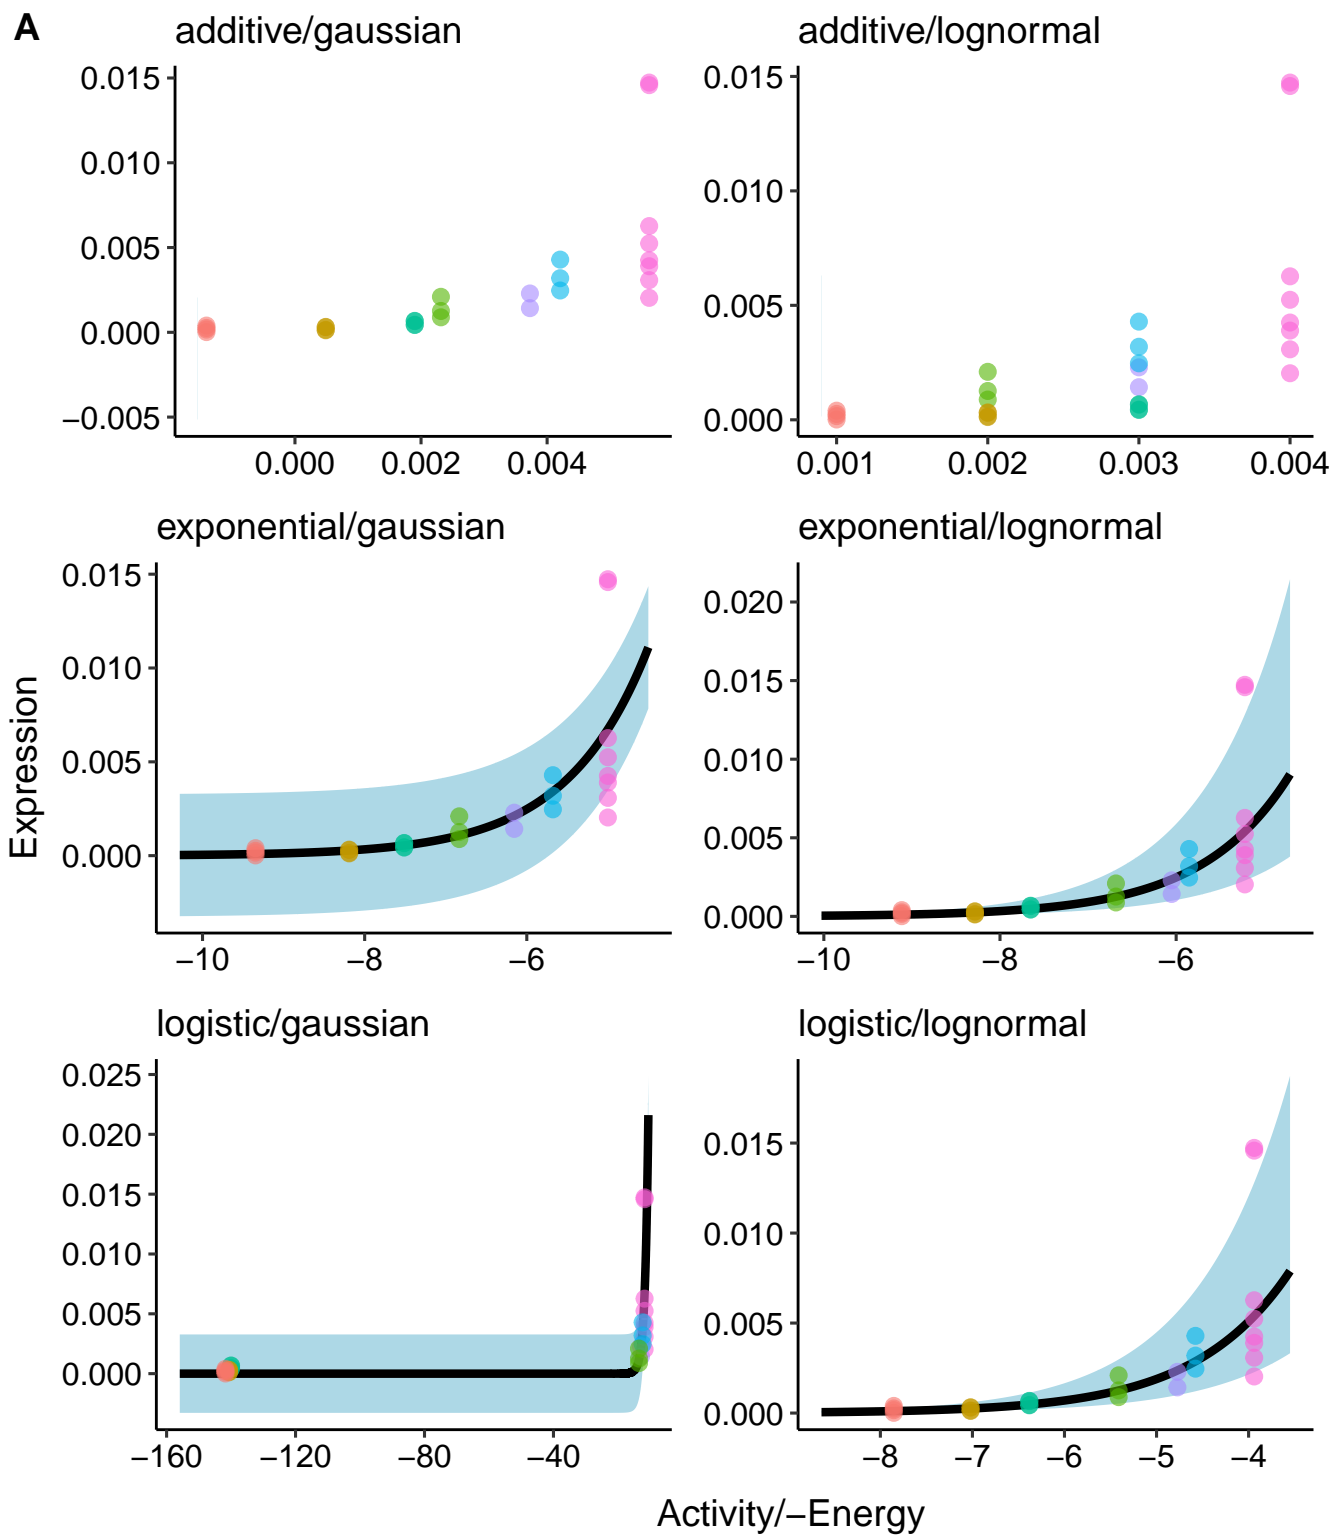 A
additive/gaussian
additive/lognormal
0.015
0.010
0.005
0.000
−0.005
0.000 0.002 0.004
0.015
0.010
0.005
0.000
0.001 0.002 0.003 0.004
exponential/gaussian
exponential/lognormal
0.015
0.010
0.005
0.000
−10 −8 −6
0.020
0.015
0.010
0.005
0.000
−10 −8 −6
Expression
logistic/gaussian
logistic/lognormal
0.025
0.020
0.015
0.010
0.005
0.000
−160 −120 −80 −40
0.015
0.010
0.005
0.000
−8 −7 −6 −5 −4
Activity/−Energy